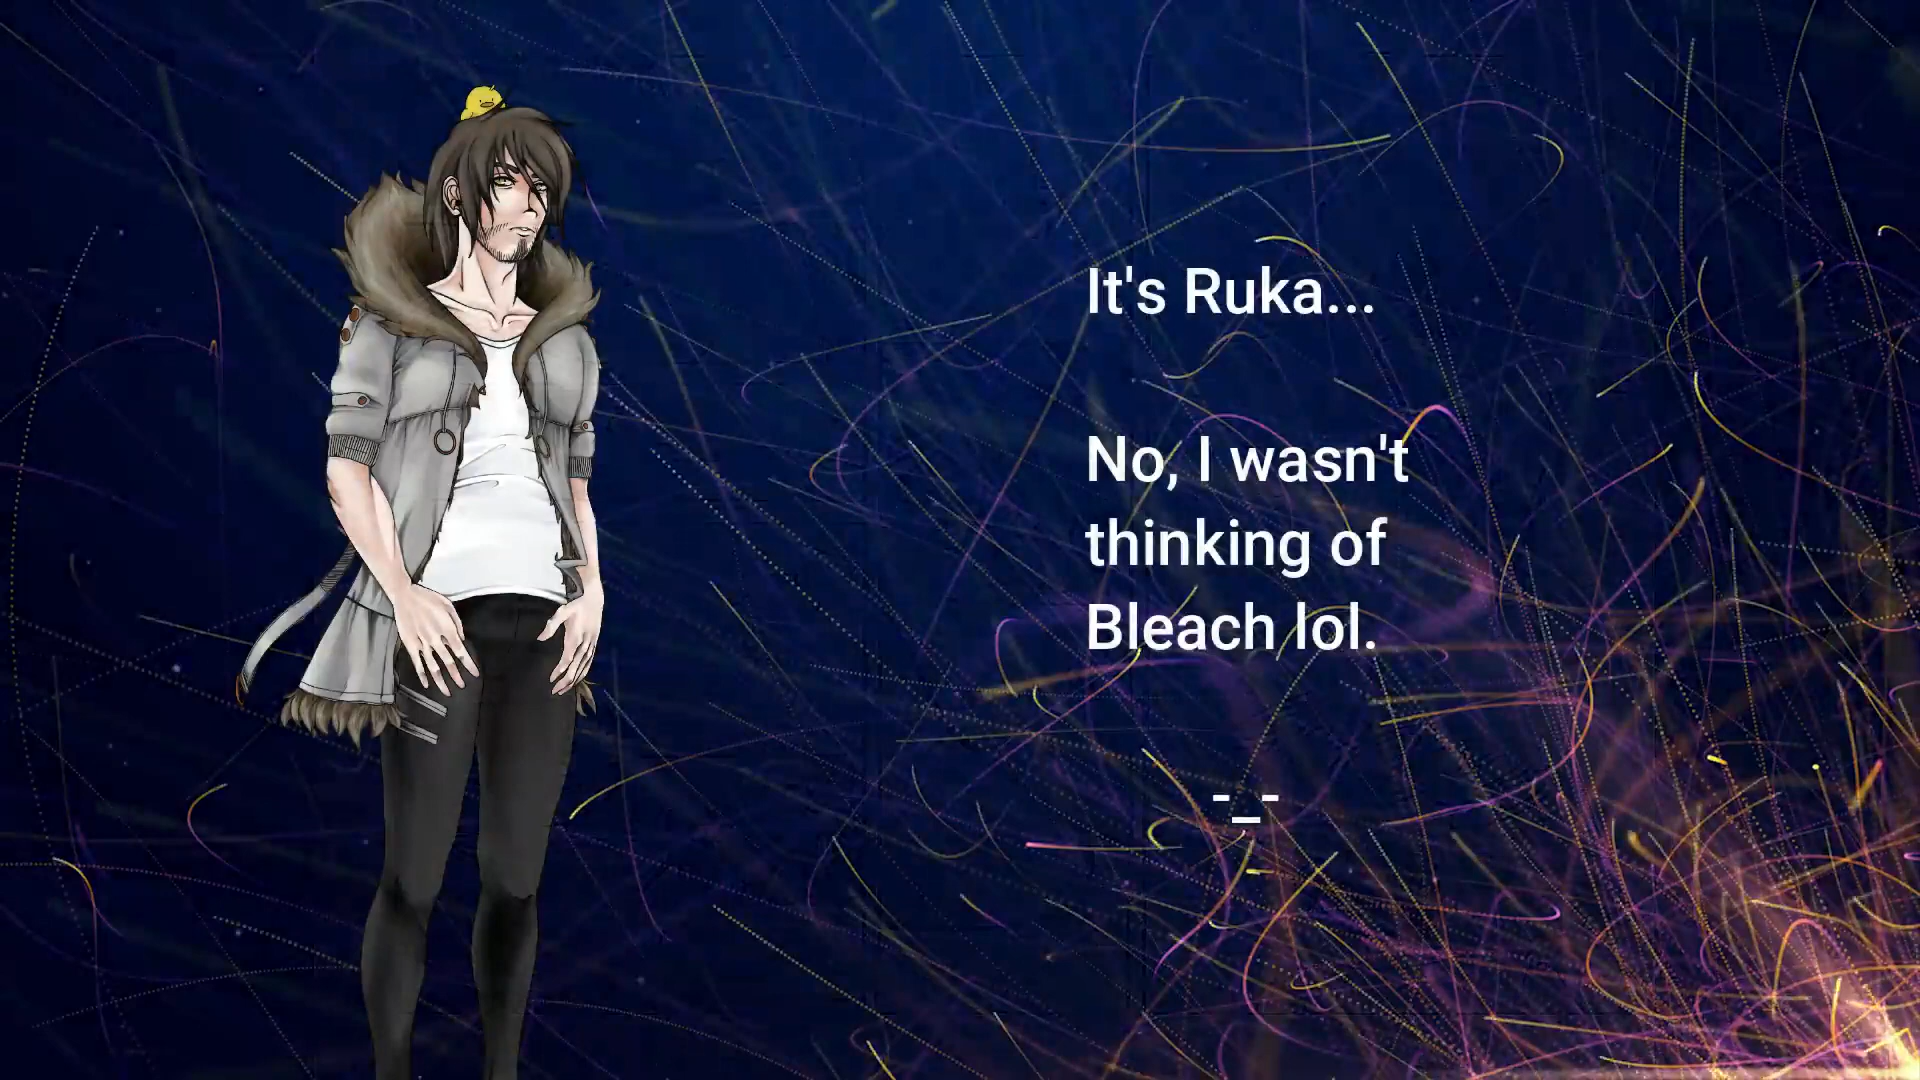 It's Ruka...
No, I wasn't
thinking of
Bleach lol.
-_-